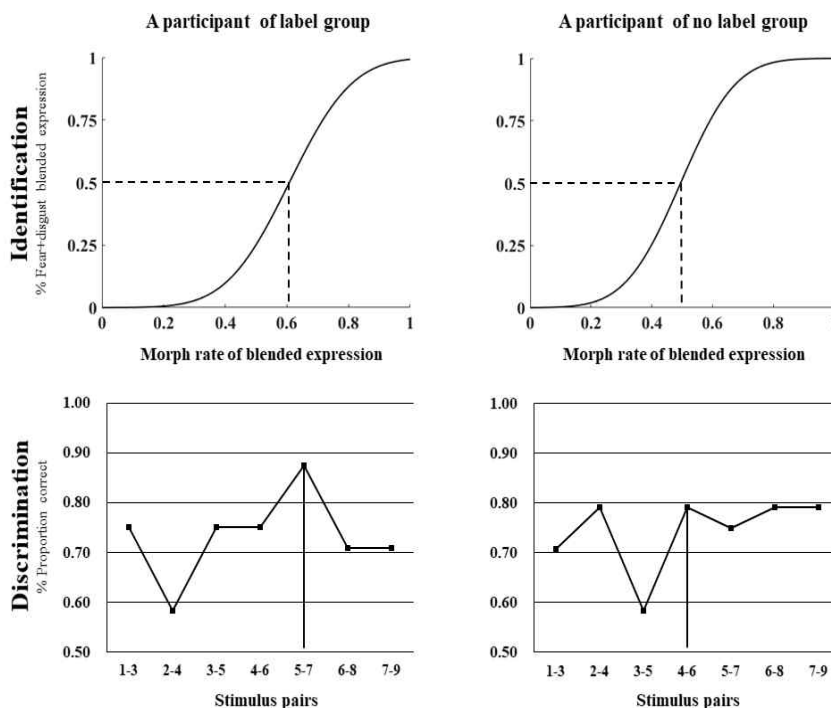 A participant of label group
A participant of no label group
Identification
% Fear+disgust blended expression
1
0.75
0.5
0.25
0
0 0.2 0.4 0.6 0.8 1
Morph rate of blended expression
1
0.75
0.5
0.25
0
0 0.2 0.4 0.6 0.8 1
Morph rate of blended expression
Discrimination
% Proportion correct
1.00
0.90
0.80
0.70
0.60
0.50
1-3 2-4 3-5 4-6 5-7 6-8 7-9
Stimulus pairs
1.00
0.90
0.80
0.70
0.60
0.50
1-3 2-4 3-5 4-6 5-7 6-8 7-9
Stimulus pairs